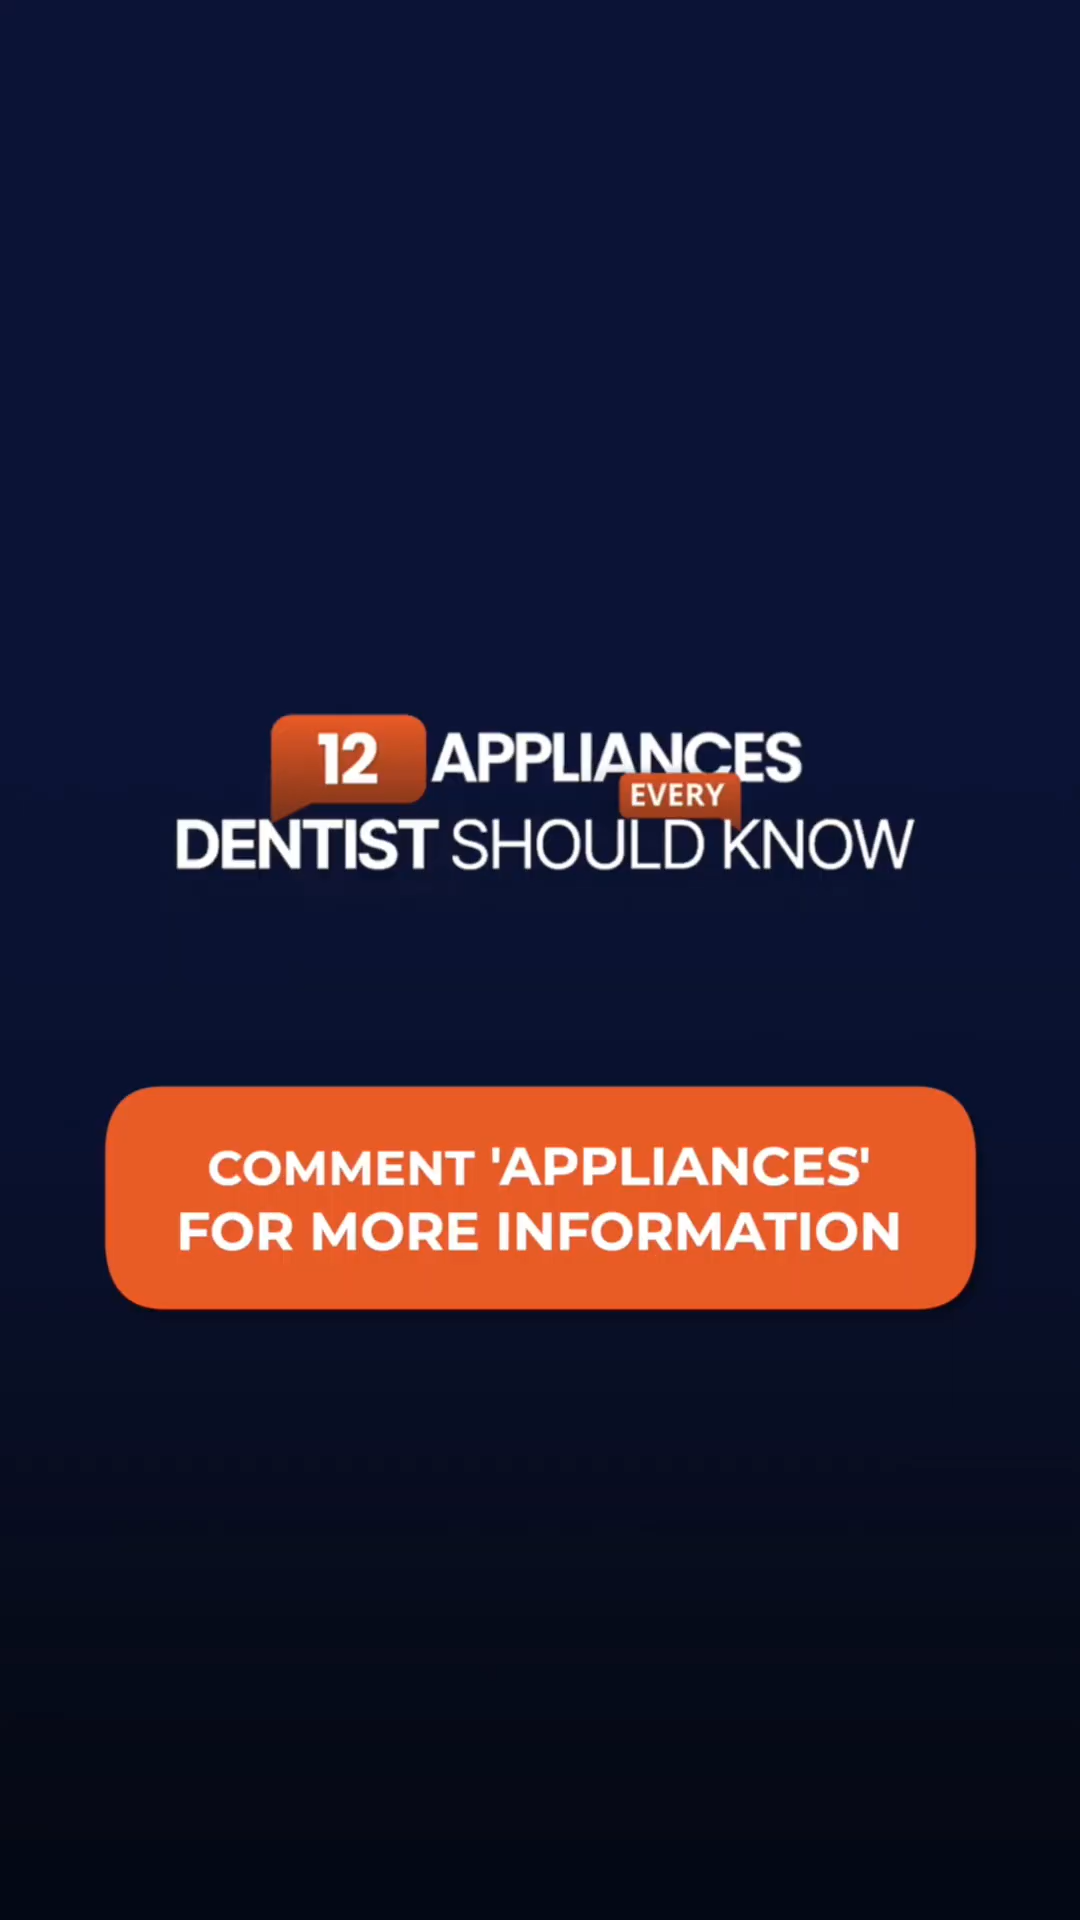 12 APPLIANCES
EVERY
DENTIST SHOULD KNOW
COMMENT 'APPLIANCES'
FOR MORE INFORMATION